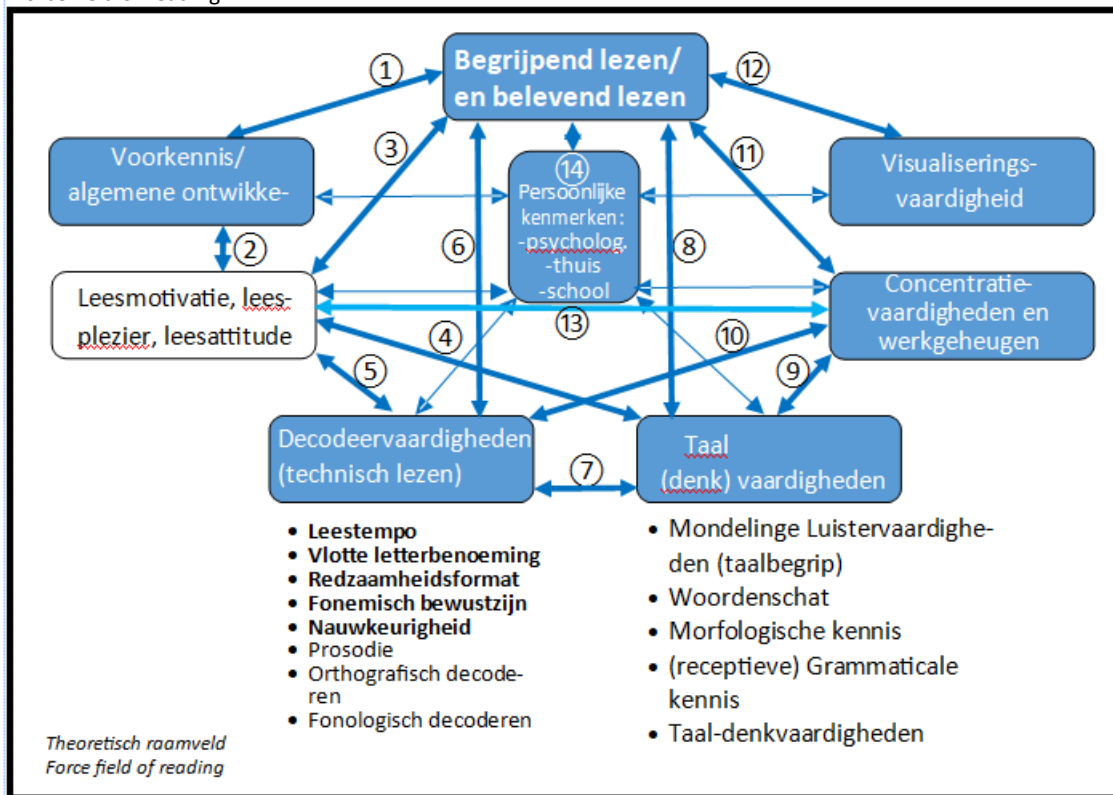 Begrijpend lezen/
en belevend lezen
1
12
Voorkennis/
algemene ontwikke-
3
14
Persoonlijke
kenmerken:
-psycholog,
-thuis
-school
11
Visualiserings-
vaardigheid
2
6
8
Leesmotivatie, lees-
plezier, leesattitude
13
Concentratie-
vaardigheden en
werkgeheugen
4
10
5
9
Decodeervaardigheden
(technisch lezen)
7
Taal
(denk) vaardigheden
• Leestempo
• Vlotte letterbenoeming
• Redzaamheidsformat
• Fonemisch bewustzijn
• Nauwkeurigheid
• Prosodie
• Orthografisch decode-
ren
• Fonologisch decoderen
• Mondelinge Luistervaardighe-
den (taalbegrip)
• Woordenschat
• Morfologische kennis
• (receptieve) Grammaticale
kennis
• Taal-denkvaardigheden
Theoretisch raamveld
Force field of reading